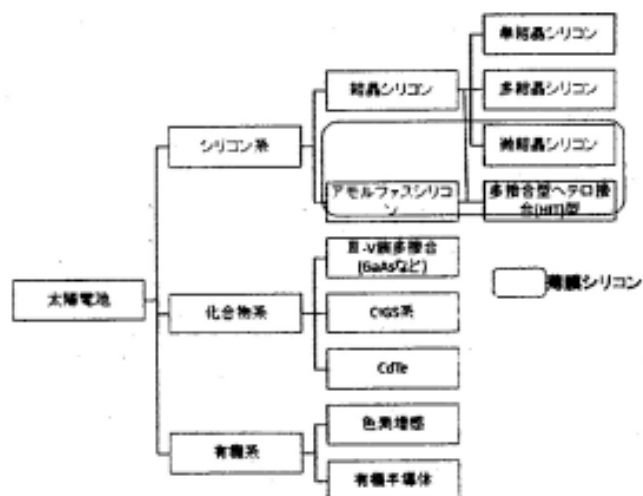 単結晶シリコン
結晶シリコン
多結晶シリコン
シリコン系
微結晶シリコン
アモルファスシリコ
ン
多接合型ヘテロ接
合(HIT)型
III-V族多接合
(GaAsなど)
薄膜シリコン
太陽電池
化合物系
CIGS系
CdTe
色素増感
有機系
有機半導体